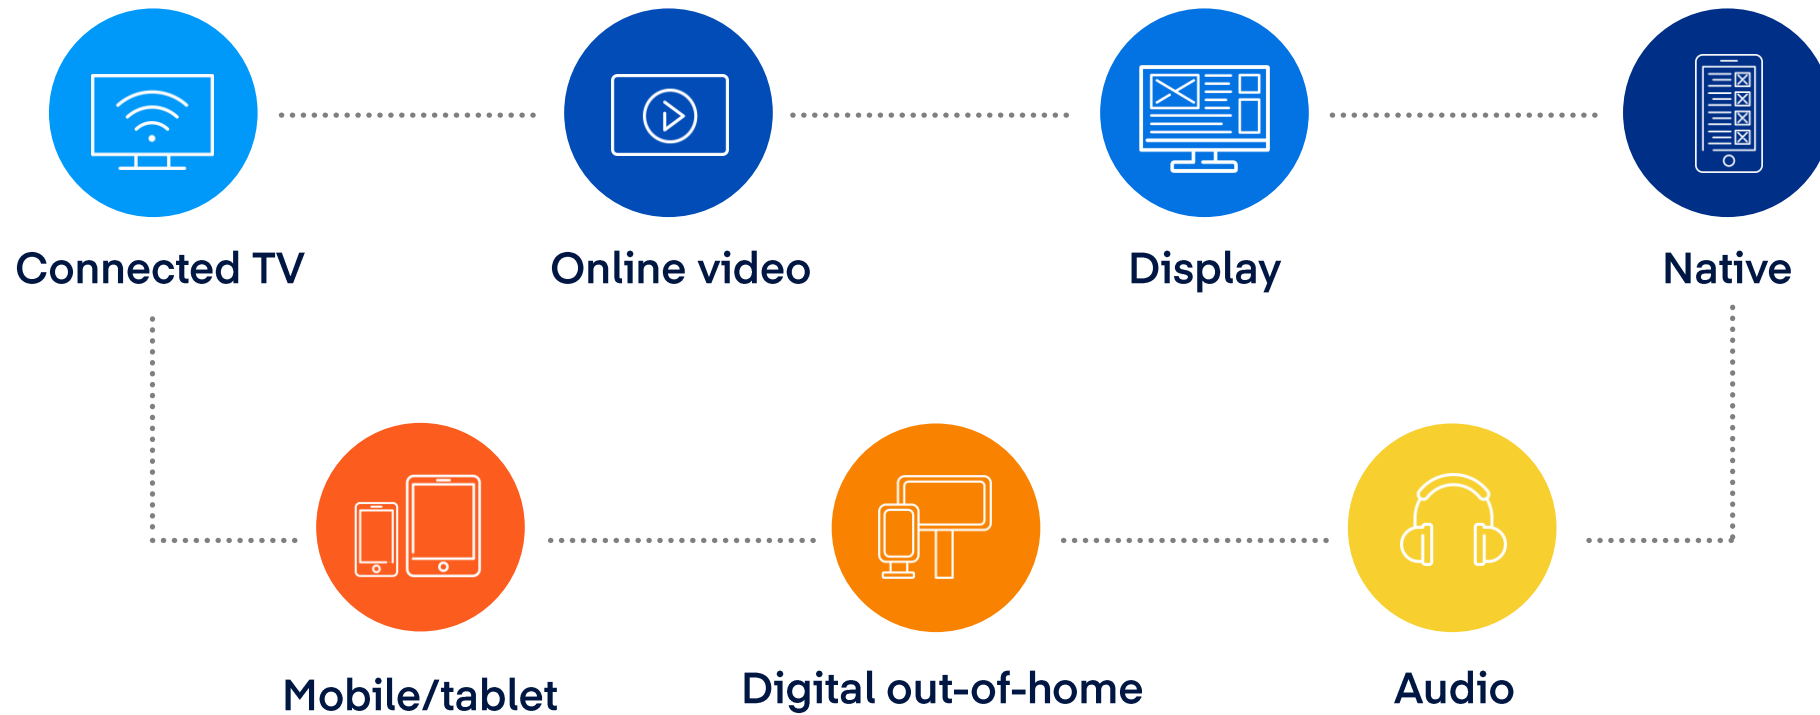 Connected TV
Online video
Display
Native
Mobile/tablet
Digital out-of-home
Audio